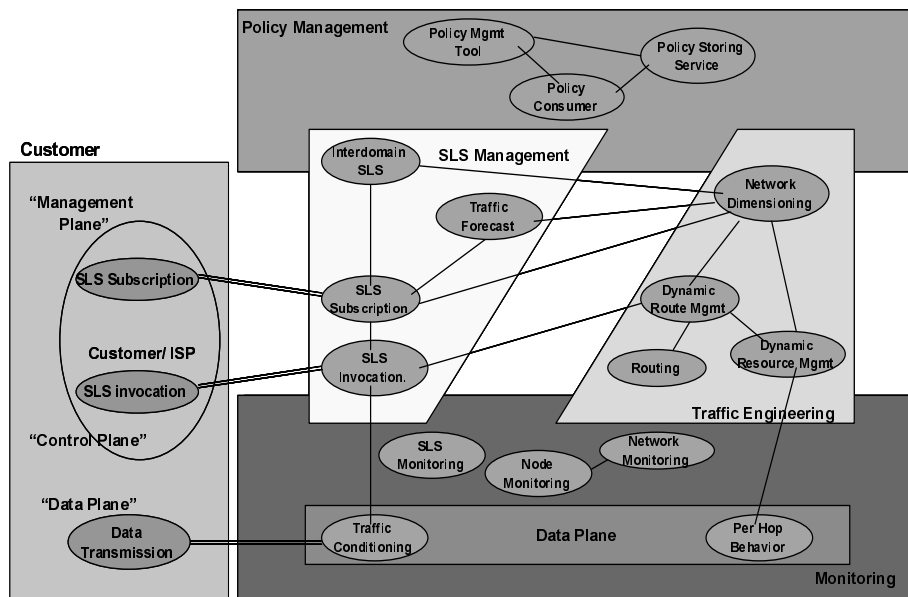 Policy Management
Policy Mgmt
Tool
Policy Storing
Service
Policy
Consumer
Customer
Interdomain
SLS
SLS Management
Network
Dimensioning
“Management
Plane”
Traffic
Forecast
SLS Subscription
SLS
Subscription
Dynamic
Route Mgmt
Customer/ ISP
SLS
Invocation.
Dynamic
Resource Mgmt
Routing
SLS invocation
Traffic Engineering
“Control Plane”
SLS
Monitoring
Node
Monitoring
Network
Monitoring
“Data Plane”
Data
Transmission
Traffic
Conditioning
Data Plane
Per Hop
Behavior
Monitoring